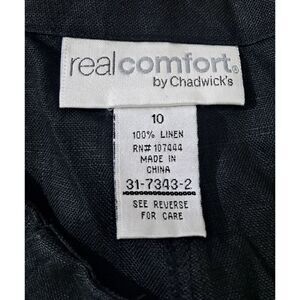 realcomfort®
by Chadwick's
10
100% LINEN
RN# 107444
MADE IN
CHINA
31-7343-2
SEE REVERSE
FOR CARE